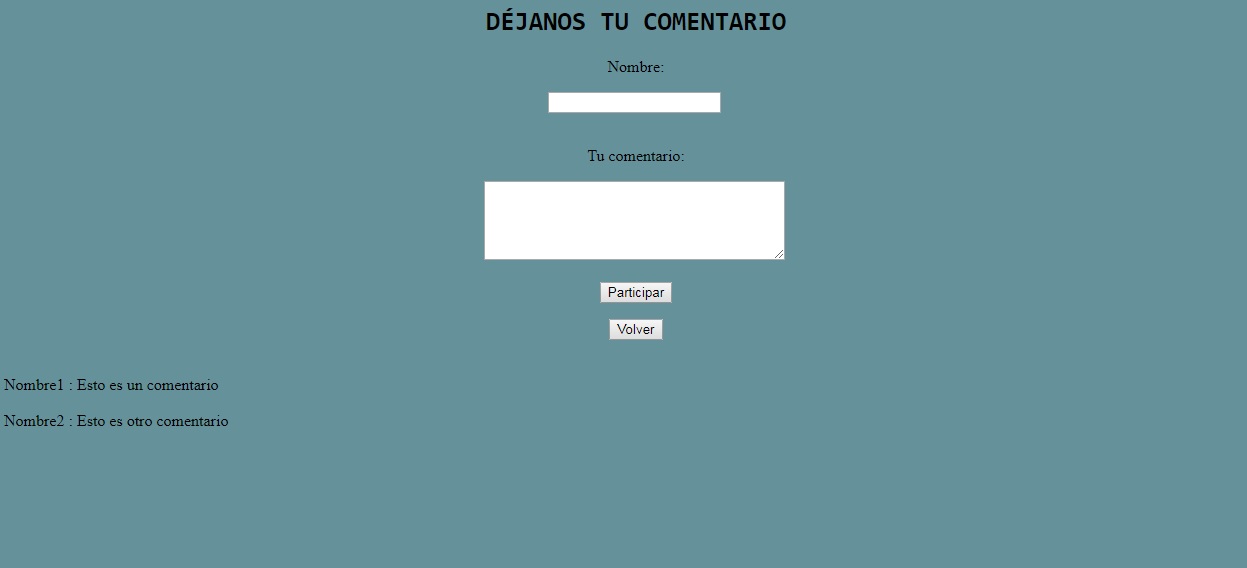 DÉJANOS TU COMENTARIO
Nombre:
Tu comentario:
Participar
Volver
Nombre1 : Esto es un comentario
Nombre2 : Esto es otro comentario